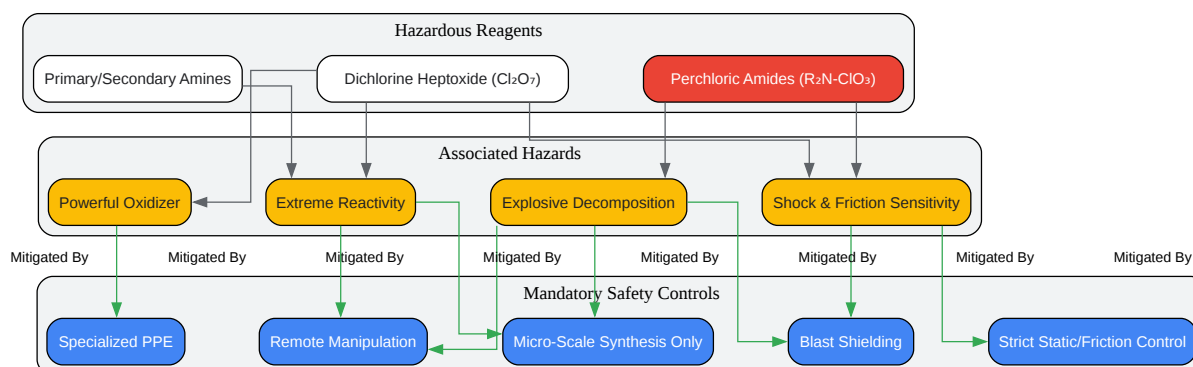 Hazardous Reagents
Primary/Secondary Amines
Dichlorine Heptoxide (Cl₂O₇)
Perchloric Amides (R₂N-ClO₃)
Associated Hazards
Powerful Oxidizer
Extreme Reactivity
Explosive Decomposition
Shock & Friction Sensitivity
Mitigated By
Mitigated By
Mitigated By
Mitigated By
Mitigated By
Mitigated By
Mitigated By
Mitigated By
Mandatory Safety Controls
Specialized PPE
Remote Manipulation
Micro-Scale Synthesis Only
Blast Shielding
Strict Static/Friction Control